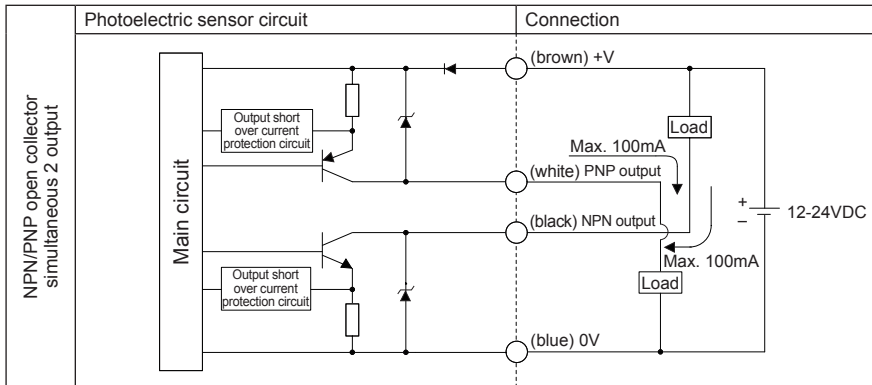 Photoelectric sensor circuit
Connection
NPN/PNP open collector
simultaneous 2 output
Main circuit
Output short
over current
protection circuit
(brown) +V
Load
Max. 100mA
(white) PNP output
(black) NPN output
+
−
12-24VDC
Max. 100mA
Output short
over current
protection circuit
Load
(blue) 0V